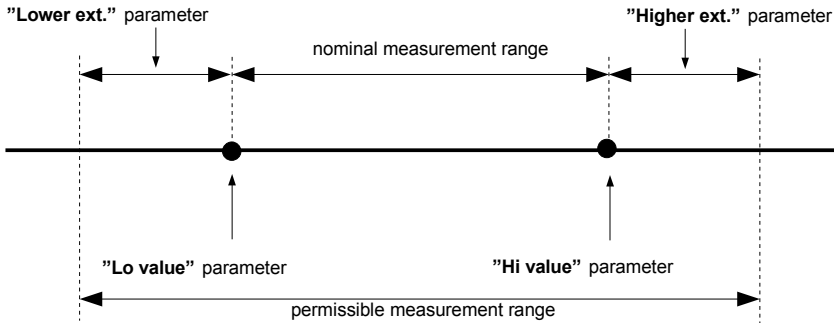 ”Lower ext.” parameter
”Higher ext.” parameter
nominal measurement range
”Lo value” parameter
”Hi value” parameter
permissible measurement range